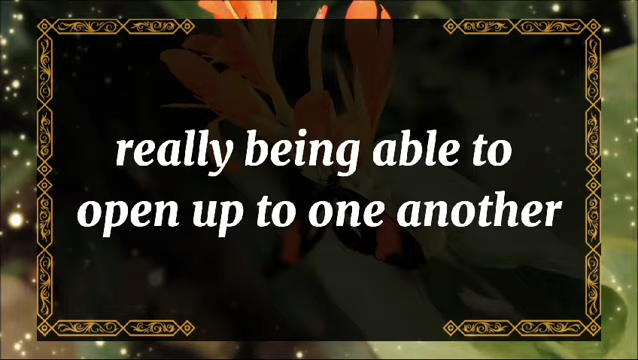 really being able to
open up to one another